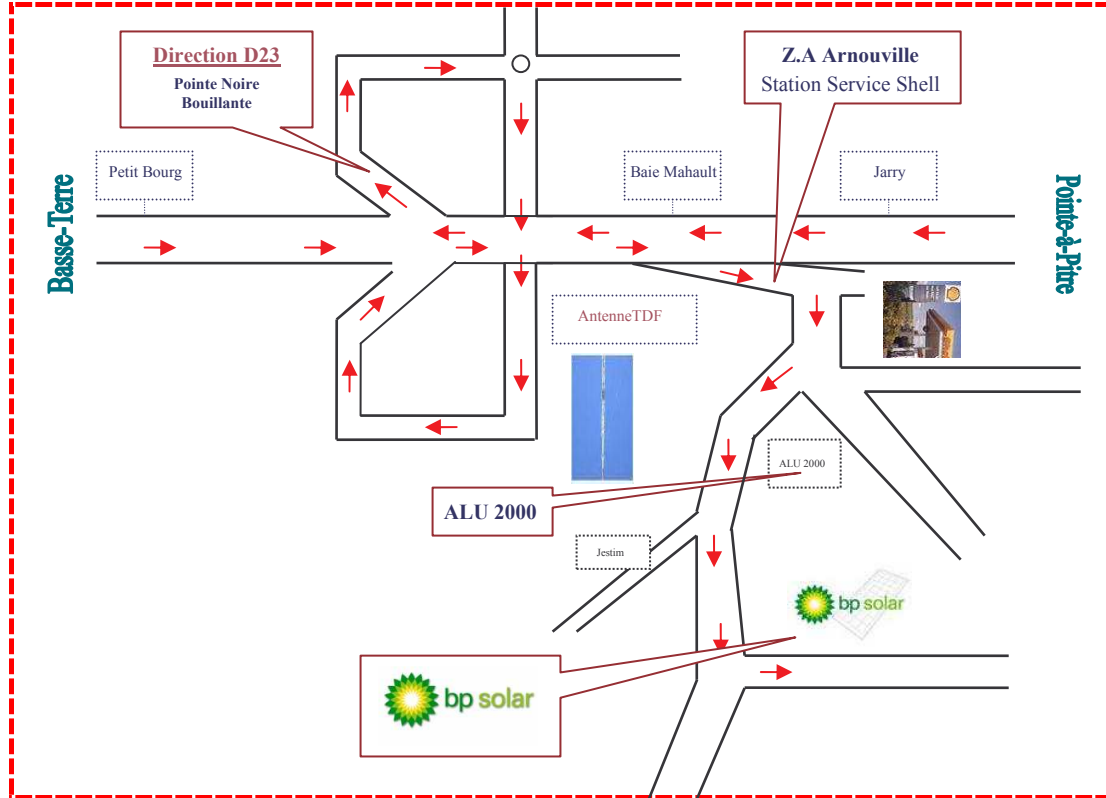 Direction D23
Pointe Noire
Bouillante
Z.A Arnouville
Station Service Shell
Petit Bourg
Baie Mahault
Jarry
Basse-Terre
Pointe-à-Pitre
AntenneTDF
ALU 2000
ALU 2000
Jestim
bp solar
bp solar